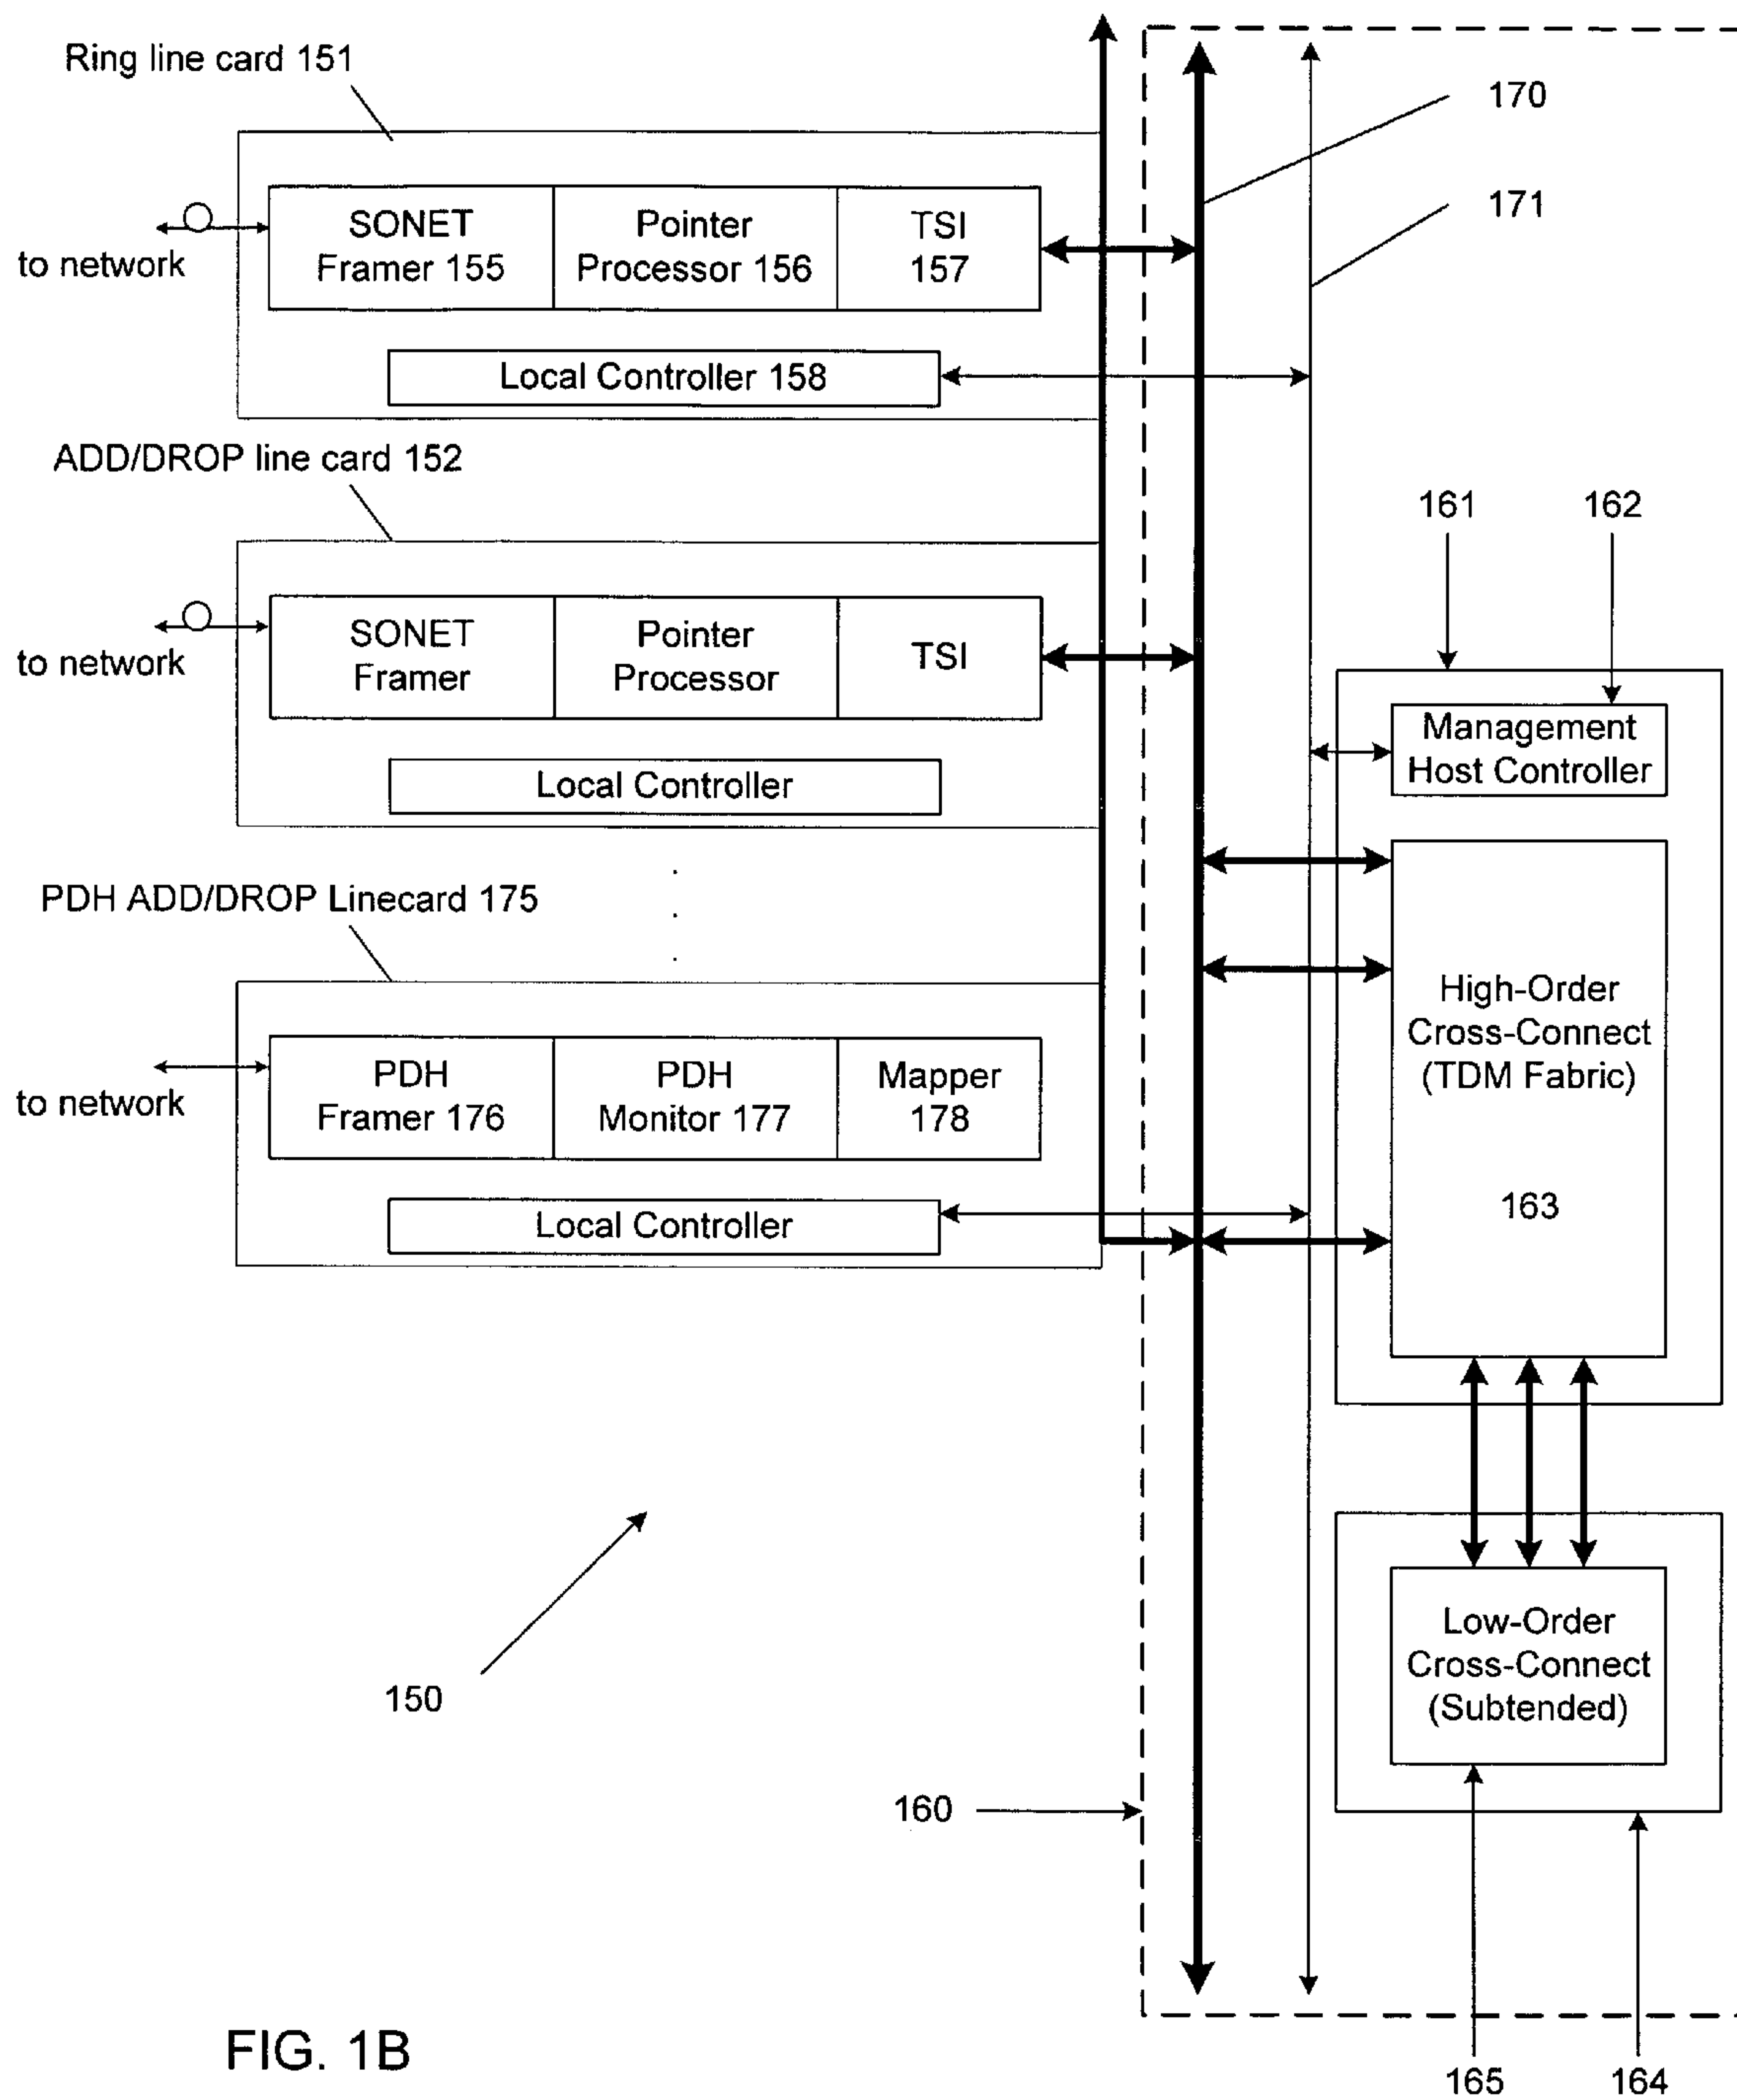 Ring line card 151
170
171
to network
SONET
Framer 155
Pointer
Processor 156
TSI
157
Local Controller 158
ADD/DROP line card 152
161
162
to network
SONET
Framer
Pointer
Processor
TSI
Local Controller
Management
Host Controller
PDH ADD/DROP Linecard 175
to network
PDH
Framer 176
PDH
Monitor 177
Mapper
178
Local Controller
High-Order
Cross-Connect
(TDM Fabric)
163
Low-Order
Cross-Connect
(Subtended)
150
160
FIG. 1B
165
164